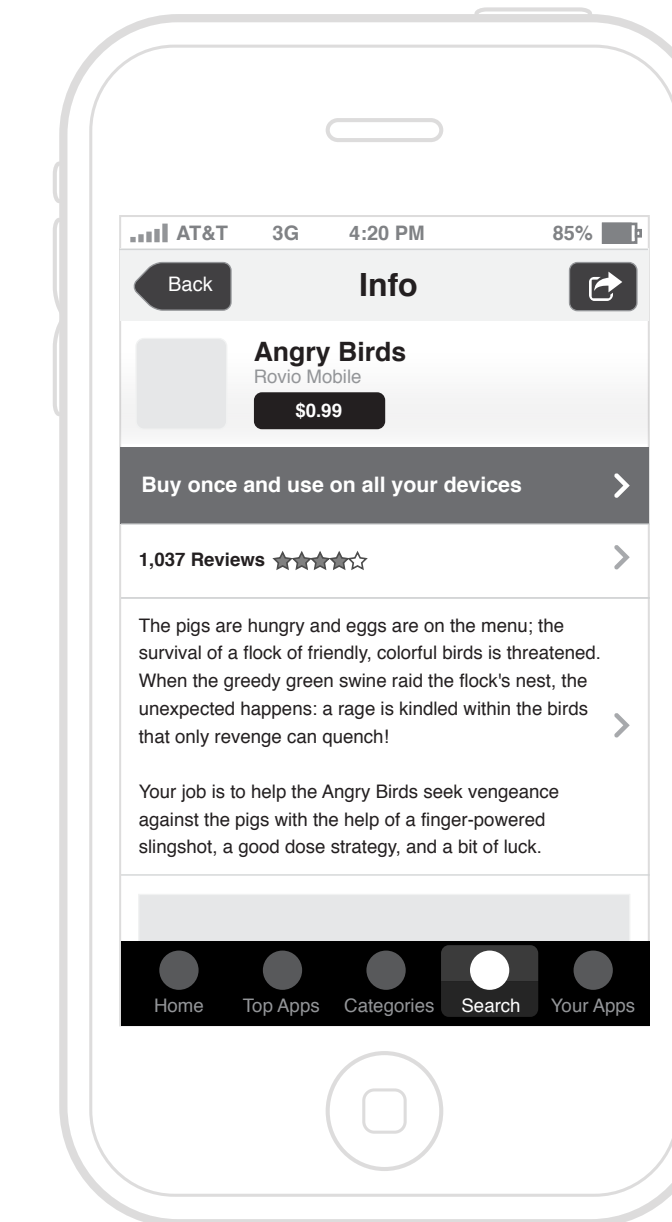 AT&T 3G 4:20 PM 85%
Back Info
Angry Birds
Rovio Mobile
$0.99
Buy once and use on all your devices
1,037 Reviews
The pigs are hungry and eggs are on the menu; the
survival of a flock of friendly, colorful birds is threatened.
When the greedy green swine raid the flock's nest, the
unexpected happens: a rage is kindled within the birds
that only revenge can quench!
Your job is to help the Angry Birds seek vengeance
against the pigs with the help of a finger-powered
slingshot, a good dose strategy, and a bit of luck.
Home Top Apps Categories Search Your Apps